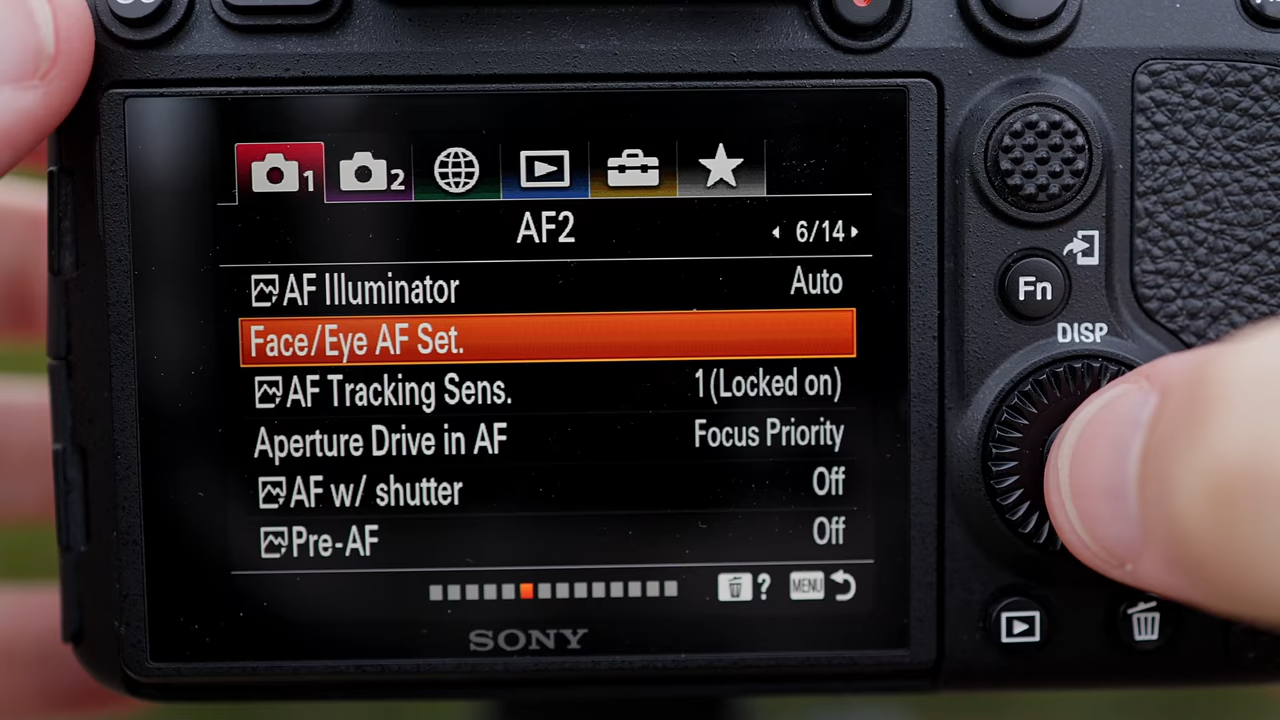 1
2
AF2
6/14
AF Illuminator Auto
Face/Eye AF Set.
AF Tracking Sens. 1(Locked on)
Aperture Drive in AF Focus Priority
AF w/ shutter Off
Pre-AF Off
? MENU
SONY
Fn
DISP